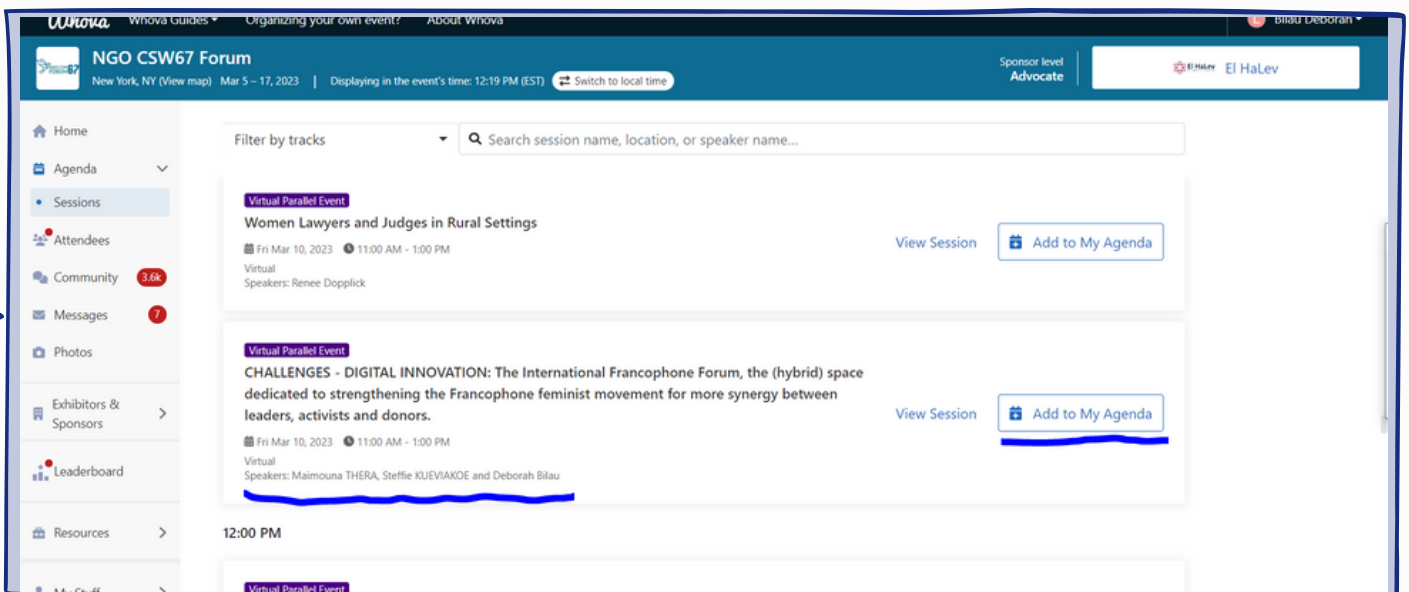 Whova Whova Guides Organizing your own event? About Whova Bilau Deborah
NGO CSW67 Forum
New York, NY (View map) Mar 5 – 17, 2023 | Displaying in the event's time: 12:19 PM (EST) Switch to local time
Sponsor level
Advocate
El HaLev El HaLev
Home
Agenda
Sessions
Attendees
Community 3.6k
Messages 7
Photos
Exhibitors &
Sponsors
Leaderboard
Resources
My Stuff
Filter by tracks Search session name, location, or speaker name...
Virtual Parallel Event
Women Lawyers and Judges in Rural Settings
Fri Mar 10, 2023 11:00 AM - 1:00 PM
Virtual
Speakers: Renee Dopplick
View Session Add to My Agenda
Virtual Parallel Event
CHALLENGES - DIGITAL INNOVATION: The International Francophone Forum, the (hybrid) space
dedicated to strengthening the Francophone feminist movement for more synergy between
leaders, activists and donors.
Fri Mar 10, 2023 11:00 AM - 1:00 PM
Virtual
Speakers: Maimouna THERA, Steffie KUEVIAKOE and Deborah Bilau
View Session Add to My Agenda
12:00 PM
Virtual Parallel Event